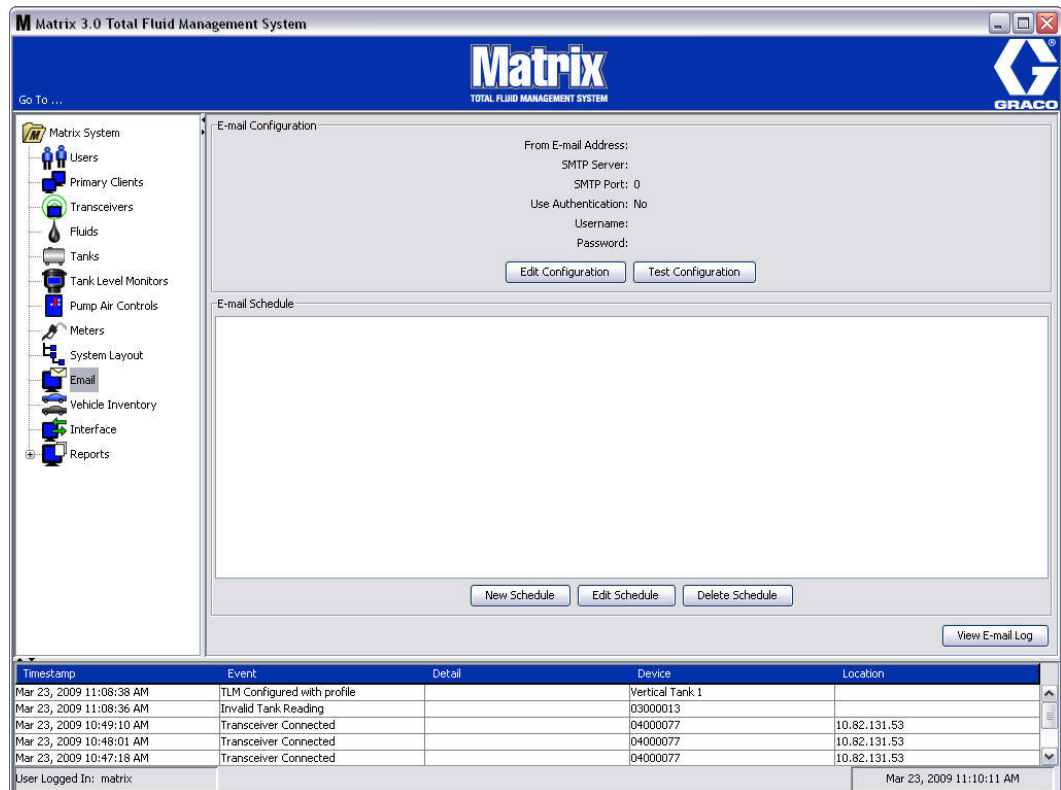 M Matrix 3.0 Total Fluid Management System
Matrix
TOTAL FLUID MANAGEMENT SYSTEM
Go To ...
GRACO
Matrix System
Users
Primary Clients
Transceivers
Fluids
Tanks
Tank Level Monitors
Pump Air Controls
Meters
System Layout
Email
Vehicle Inventory
Interface
Reports
E-mail Configuration
From E-mail Address:
SMTP Server:
SMTP Port: 0
Use Authentication: No
Username:
Password:
Edit Configuration Test Configuration
E-mail Schedule
New Schedule Edit Schedule Delete Schedule
View E-mail Log
Timestamp Event Detail Device Location
Mar 23, 2009 11:08:38 AM TLM Configured with profile Vertical Tank 1
Mar 23, 2009 11:08:36 AM Invalid Tank Reading 03000013
Mar 23, 2009 10:49:10 AM Transceiver Connected 04000077 10.82.131.53
Mar 23, 2009 10:48:01 AM Transceiver Connected 04000077 10.82.131.53
Mar 23, 2009 10:47:18 AM Transceiver Connected 04000077 10.82.131.53
User Logged In: matrix Mar 23, 2009 11:10:11 AM